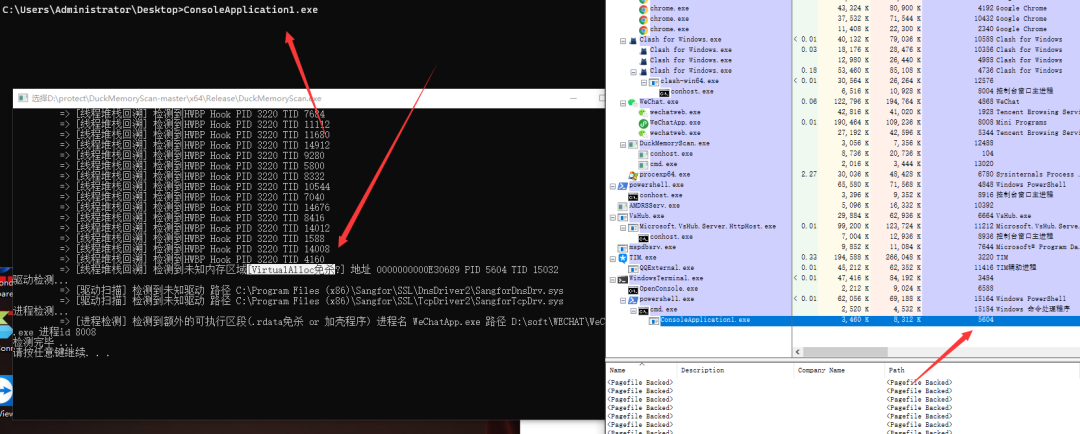 C:\Users\Administrator\Desktop>ConsoleApplication1.exe
选择D:\protect\DuckMemoryScan-master\x64\Release\DuckMemoryScan.exe
=> [线程堆栈回溯] 检测到HVBP Hook PID 3220 TID 7684
=> [线程堆栈回溯] 检测到HVBP Hook PID 3220 TID 11112
=> [线程堆栈回溯] 检测到HVBP Hook PID 3220 TID 14912
=> [线程堆栈回溯] 检测到HVBP Hook PID 3220 TID 9280
=> [线程堆栈回溯] 检测到HVBP Hook PID 3220 TID 5800
=> [线程堆栈回溯] 检测到HVBP Hook PID 3220 TID 8332
=> [线程堆栈回溯] 检测到HVBP Hook PID 3220 TID 10544
=> [线程堆栈回溯] 检测到HVBP Hook PID 3220 TID 7040
=> [线程堆栈回溯] 检测到HVBP Hook PID 3220 TID 14676
=> [线程堆栈回溯] 检测到HVBP Hook PID 3220 TID 8416
=> [线程堆栈回溯] 检测到HVBP Hook PID 3220 TID 14012
=> [线程堆栈回溯] 检测到HVBP Hook PID 3220 TID 1588
=> [线程堆栈回溯] 检测到HVBP Hook PID 3220 TID 14008
=> [线程堆栈回溯] 检测到HVBP Hook PID 3220 TID 4160
=> [线程堆栈回溯] 检测到未知内存区域[VirtualAlloc免杀?] 地址 0000000000E30689 PID 5604 TID 15032
驱动检测...
=> [驱动扫描] 检测到未知驱动 路径 C:\Program Files (x86)\Sangfor\SSL\DnsDriver2\SangforDnsDrv.sys
=> [驱动扫描] 检测到未知驱动 路径 C:\Program Files (x86)\Sangfor\SSL\TcpDriver2\SangforTcpDrv.sys
进程检测...
=> [进程检测] 检测到额外的可执行区段(.rdata免杀 or 加壳程序) 进程名 WeChatApp.exe 路径 D:\soft\WECHAT\WeC
.exe 进程id 8008
检测完毕...
请按任意键继续. . .
chrome.exe 43,324 K 80,900 K 4192 Google Chrome
chrome.exe 37,532 K 71,544 K 10432 Google Chrome
chrome.exe 11,408 K 22,300 K 2340 Google Chrome
Clash for Windows.exe < 0.01 40,132 K 79,036 K 10588 Clash for Windows
Clash for Windows.exe 0.03 18,176 K 28,476 K 10356 Clash for Windows
Clash for Windows.exe 12,980 K 26,440 K 4988 Clash for Windows
Clash for Windows.exe 0.18 53,460 K 85,108 K 4736 Clash for Windows
clash-win64.exe < 0.01 30,564 K 26,264 K 12576
conhost.exe 6,516 K 10,928 K 8004 控制台窗口主进程
WeChat.exe 0.06 122,796 K 194,764 K 4868 WeChat
wechatweb.exe 42,816 K 41,020 K 1928 Tencent Browsing Serv
WeChatApp.exe < 0.01 190,464 K 109,236 K 8008 Mini Programs
wechatweb.exe 27,192 K 42,596 K 5344 Tencent Browsing Serv
DuckMemoryScan.exe 3,056 K 7,356 K 12488
conhost.exe 8,736 K 20,736 K 104
cmd.exe 2,016 K 3,444 K 13020
procexp64.exe 2.27 30,036 K 48,428 K 6780 Sysinternals Process
powershell.exe 65,580 K 71,568 K 4848 Windows PowerShell
conhost.exe 3,396 K 9,352 K 8916 控制台窗口主进程
AMDRSServ.exe 5,096 K 16,332 K 10392
VsHub.exe 29,884 K 62,936 K 6664 VsHub.exe
Microsoft.VsHub.Server.HttpHost.exe < 0.01 99,200 K 123,724 K 11212 Microsoft.VsHub.Serve
conhost.exe 7,004 K 12,936 K 8936 控制台窗口主进程
mspdbsrv.exe 9,852 K 11,084 K 7644 Microsoft® Program Da
TIM.exe 0.33 194,588 K 266,048 K 3220 TIM
QQExternal.exe < 0.01 45,212 K 62,352 K 11416 TIM辅助进程
WindowsTerminal.exe < 0.01 47,416 K 84,192 K 3492
OpenConsole.exe 2,212 K 9,024 K 6588
powershell.exe < 0.01 62,056 K 69,188 K 15164 Windows PowerShell
cmd.exe 2,520 K 4,532 K 15184 Windows 命令处理程序
ConsoleApplication1.exe 3,460 K 8,312 K 5604
Name Description Company Name Path
<Pagefile Backed> <Pagefile Backed>
<Pagefile Backed> <Pagefile Backed>
<Pagefile Backed> <Pagefile Backed>
<Pagefile Backed> <Pagefile Backed>
<Pagefile Backed> <Pagefile Backed>
<Pagefile Backed> <Pagefile Backed>